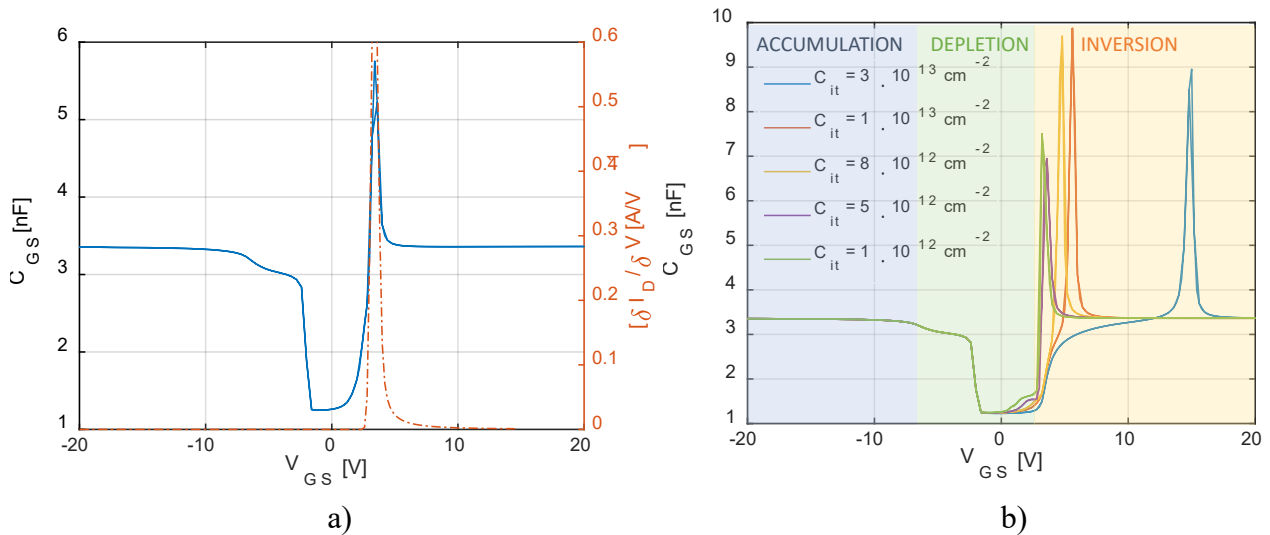 6
5
4
3
2
1
C GS [nF]
0.6
0.5
0.4
0.3
0.2
0.1
0
[ δ I D / δ V [A/V ]
-20 -10 0 10 20
V GS [V]
a)
10
9
8
7
6
5
4
3
2
1
C GS [nF]
ACCUMULATION DEPLETION INVERSION
C it = 3 . 10 13 cm -2
C it = 1 . 10 13 cm -2
C it = 8 . 10 12 cm -2
C it = 5 . 10 12 cm -2
C it = 1 . 10 12 cm -2
-20 -10 0 10 20
V GS [V]
b)